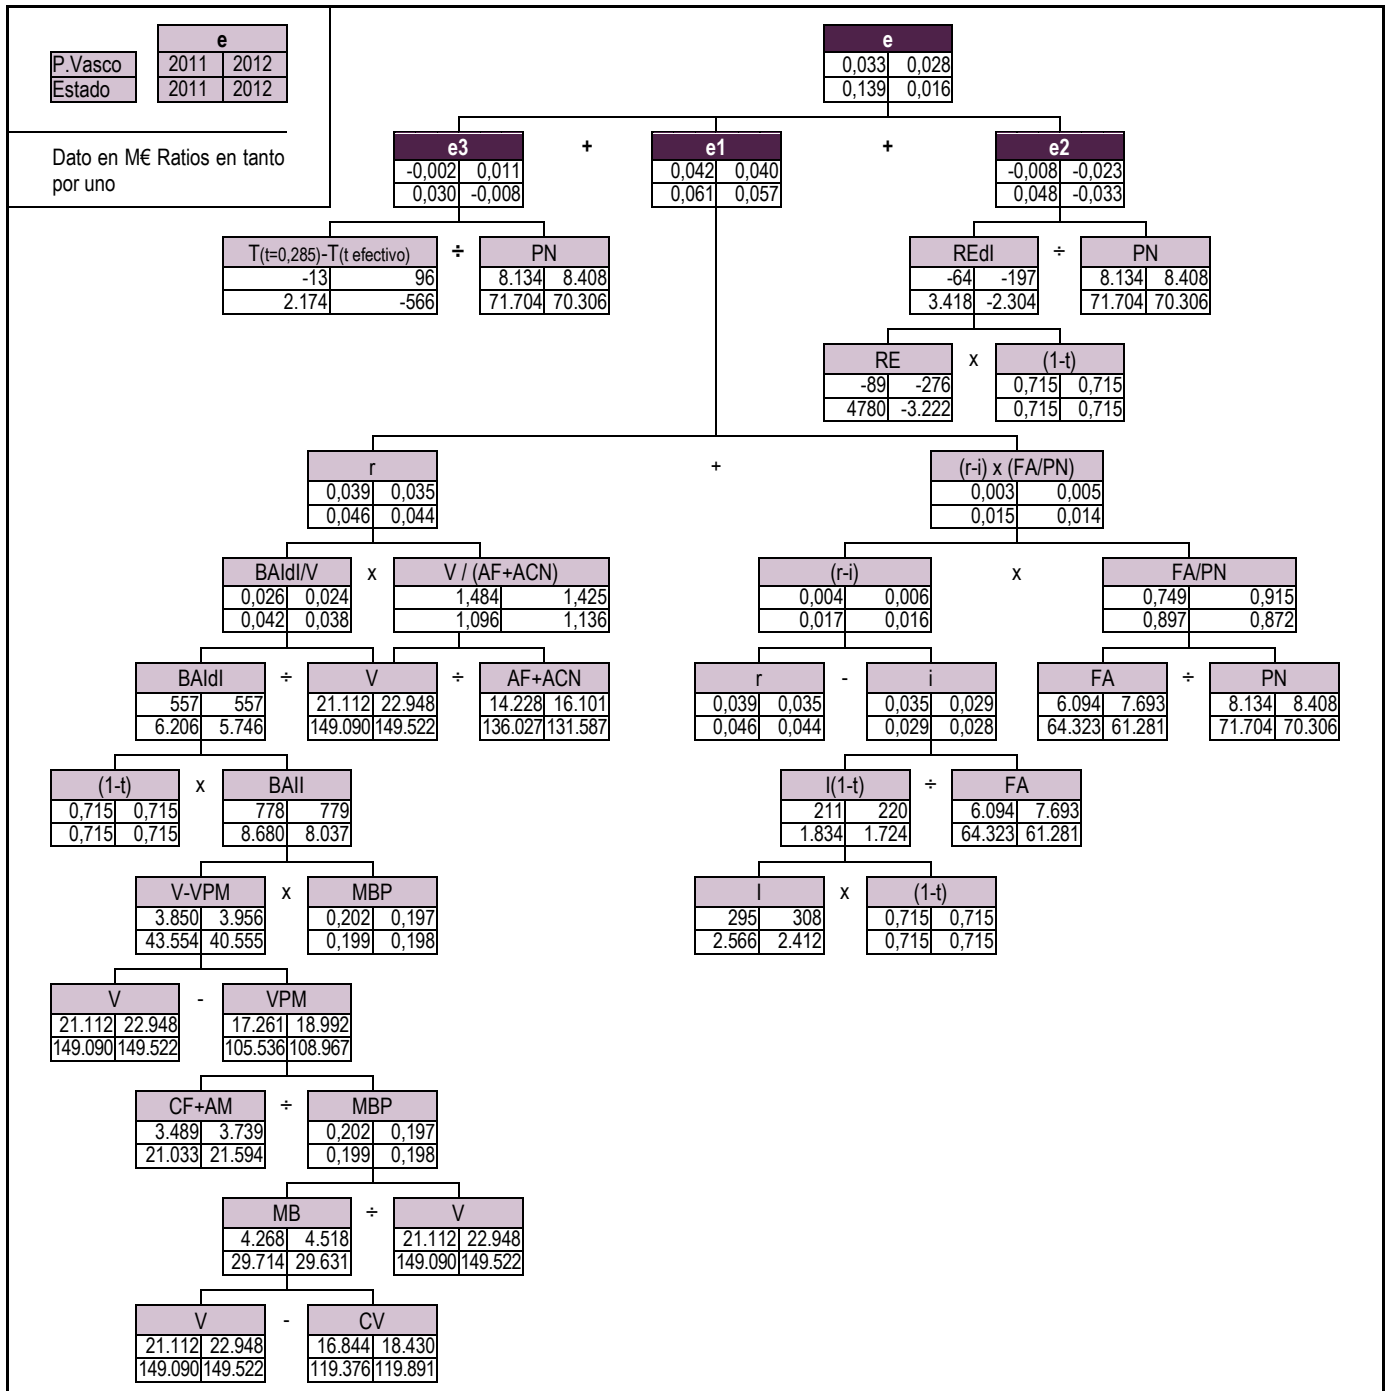 e
P.Vasco 2011 2012
Estado 2011 2012
Dato en M€ Ratios en tanto
por uno
e
0,033 0,028
0,139 0,016
e3 + e1 + e2
-0,002 0,011 0,042 0,040 -0,008 -0,023
0,030 -0,008 0,061 0,057 0,048 -0,033
T(t=0,285)-T(t efectivo) ÷ PN REdI ÷ PN
-13 96 8.134 8.408 -64 -197 8.134 8.408
2.174 -566 71.704 70.306 3.418 -2.304 71.704 70.306
RE x (1-t)
-89 -276 0,715 0,715
4780 -3.222 0,715 0,715
r + (r-i) x (FA/PN)
0,039 0,035 0,003 0,005
0,046 0,044 0,015 0,014
BAIdI/V x V / (AF+ACN) (r-i) x FA/PN
0,026 0,024 1,484 1,425 0,004 0,006 0,749 0,915
0,042 0,038 1,096 1,136 0,017 0,016 0,897 0,872
BAIdI ÷ V ÷ AF+ACN r - i FA ÷ PN
557 557 21.112 22.948 14.228 16.101 0,039 0,035 0,035 0,029 6.094 7.693 8.134 8.408
6.206 5.746 149.090 149.522 136.027 131.587 0,046 0,044 0,029 0,028 64.323 61.281 71.704 70.306
(1-t) x BAII I(1-t) ÷ FA
0,715 0,715 778 779 211 220 6.094 7.693
0,715 0,715 8.680 8.037 1.834 1.724 64.323 61.281
V-VPM x MBP I x (1-t)
3.850 3.956 0,202 0,197 295 308 0,715 0,715
43.554 40.555 0,199 0,198 2.566 2.412 0,715 0,715
V - VPM
21.112 22.948 17.261 18.992
149.090 149.522 105.536 108.967
CF+AM ÷ MBP
3.489 3.739 0,202 0,197
21.033 21.594 0,199 0,198
MB ÷ V
4.268 4.518 21.112 22.948
29.714 29.631 149.090 149.522
V - CV
21.112 22.948 16.844 18.430
149.090 149.522 119.376 119.891